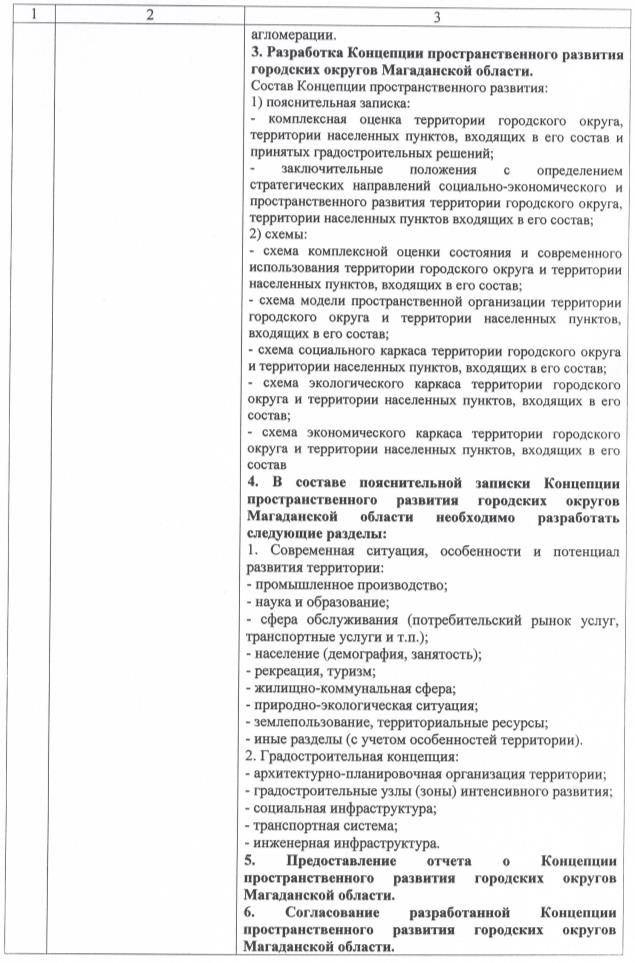 1 2 3
агломерации.
3. Разработка Концепции пространственного развития
городских округов Магаданской области.
Состав Концепции пространственного развития:
1) пояснительная записка:
- комплексная оценка территории городского округа,
территории населенных пунктов, входящих в его состав и
принятых градостроительных решений;
- заключительные положения с определением
стратегических направлений социально-экономического и
пространственного развития территории городского округа,
территории населенных пунктов входящих в его состав;
2) схемы:
- схема комплексной оценки состояния и современного
использования территории городского округа и территории
населенных пунктов, входящих в его состав;
- схема модели пространственной организации территории
городского округа и территории населенных пунктов,
входящих в его состав;
- схема социального каркаса территории городского округа
и территории населенных пунктов, входящих в его состав;
- схема экологического каркаса территории городского
округа и территории населенных пунктов, входящих в его
состав;
- схема экономического каркаса территории городского
округа и территории населенных пунктов, входящих в его
состав
4. В составе пояснительной записки Концепции
пространственного развития городских округов
Магаданской области необходимо разработать
следующие разделы:
1. Современная ситуация, особенности и потенциал
развития территории:
- промышленное производство;
- наука и образование;
- сфера обслуживания (потребительский рынок услуг,
транспортные услуги и т.п.);
- население (демография, занятость);
- рекреация, туризм;
- жилищно-коммунальная сфера;
- природно-экологическая ситуация;
- землепользование, территориальные ресурсы;
- иные разделы (с учетом особенностей территории).
2. Градостроительная концепция:
- архитектурно-планировочная организация территории;
- градостроительные узлы (зоны) интенсивного развития;
- социальная инфраструктура;
- транспортная система;
- инженерная инфраструктура.
5. Предоставление отчета о Концепции
пространственного развития городских округов
Магаданской области.
6. Согласование разработанной Концепции
пространственного развития городских округов
Магаданской области.